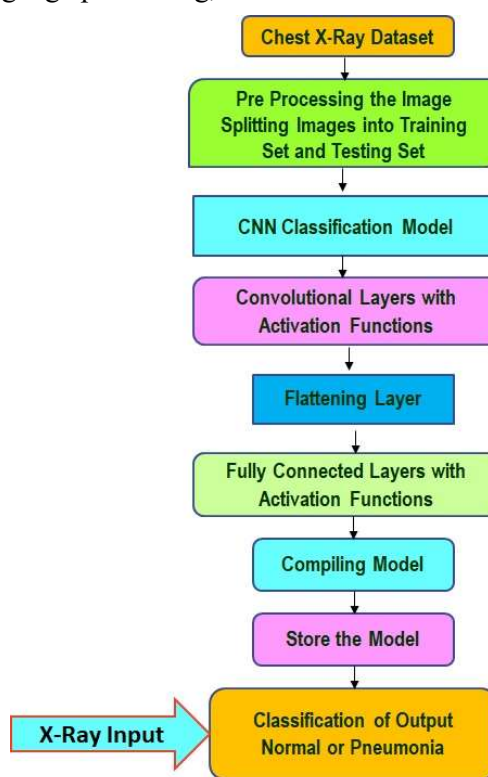 Chest X-Ray Dataset
Pre Processing the Image
Splitting Images into Training
Set and Testing Set
CNN Classification Model
Convolutional Layers with
Activation Functions
Flattening Layer
Fully Connected Layers with
Activation Functions
Compiling Model
Store the Model
X-Ray Input
Classification of Output
Normal or Pneumonia